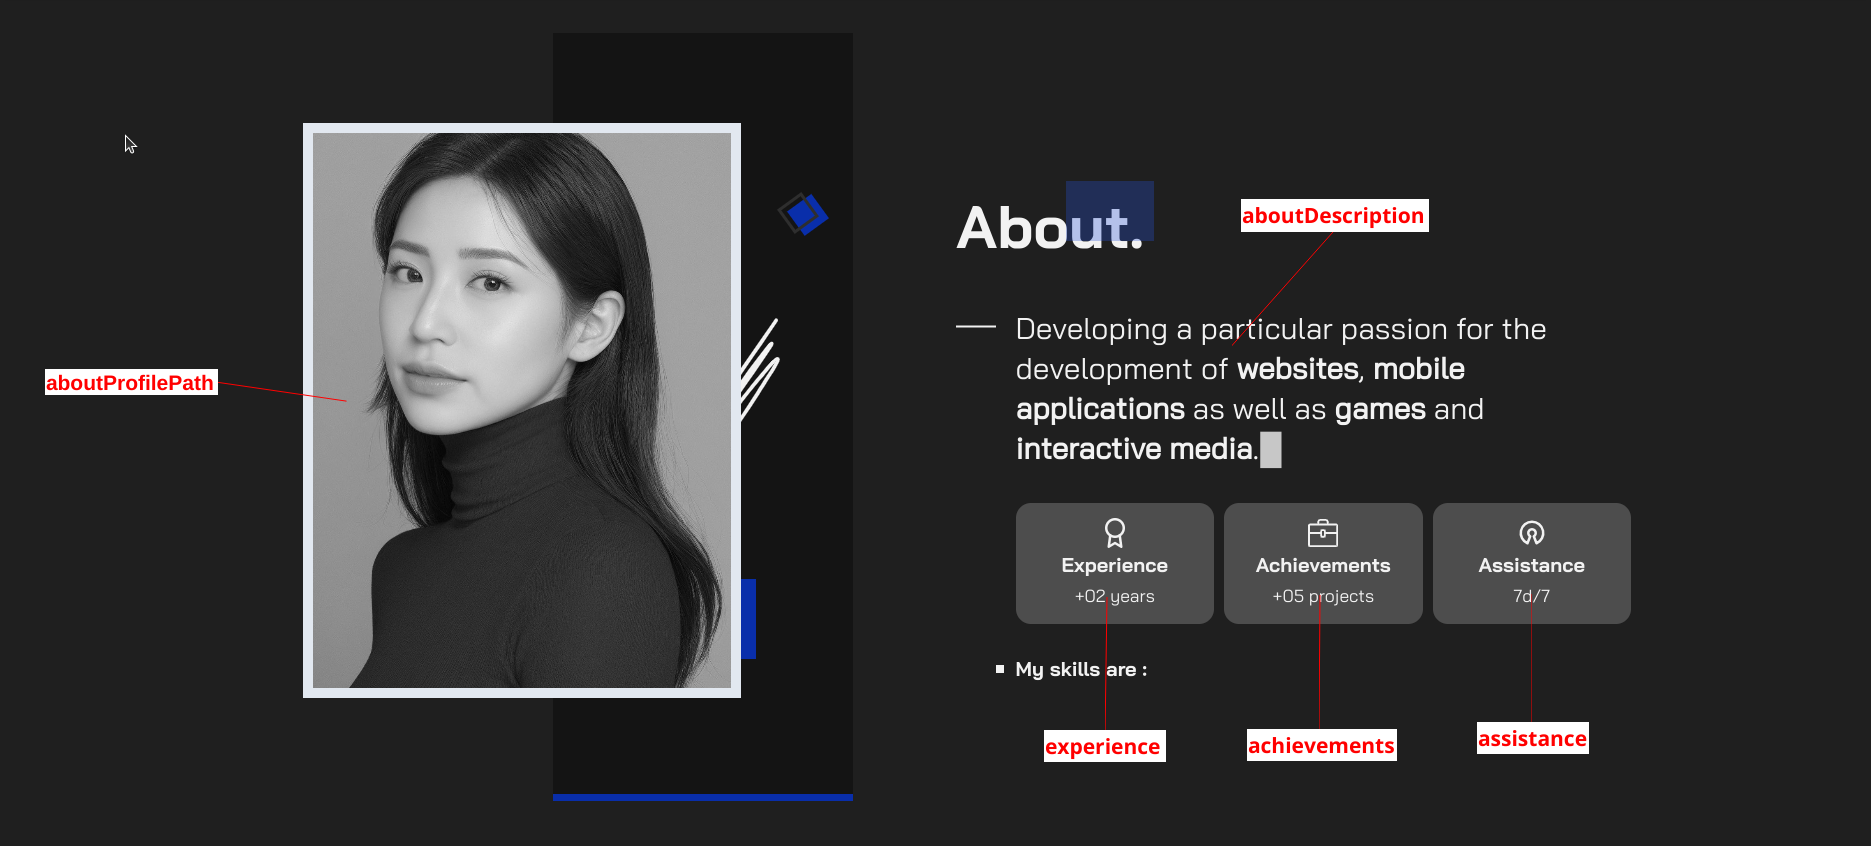 About.
aboutDescription
Developing a particular passion for the
development of websites, mobile
applications as well as games and
interactive media.
aboutProfilePath
Experience
+02 years
Achievements
+05 projects
Assistance
7d/7
My skills are :
experience
achievements
assistance